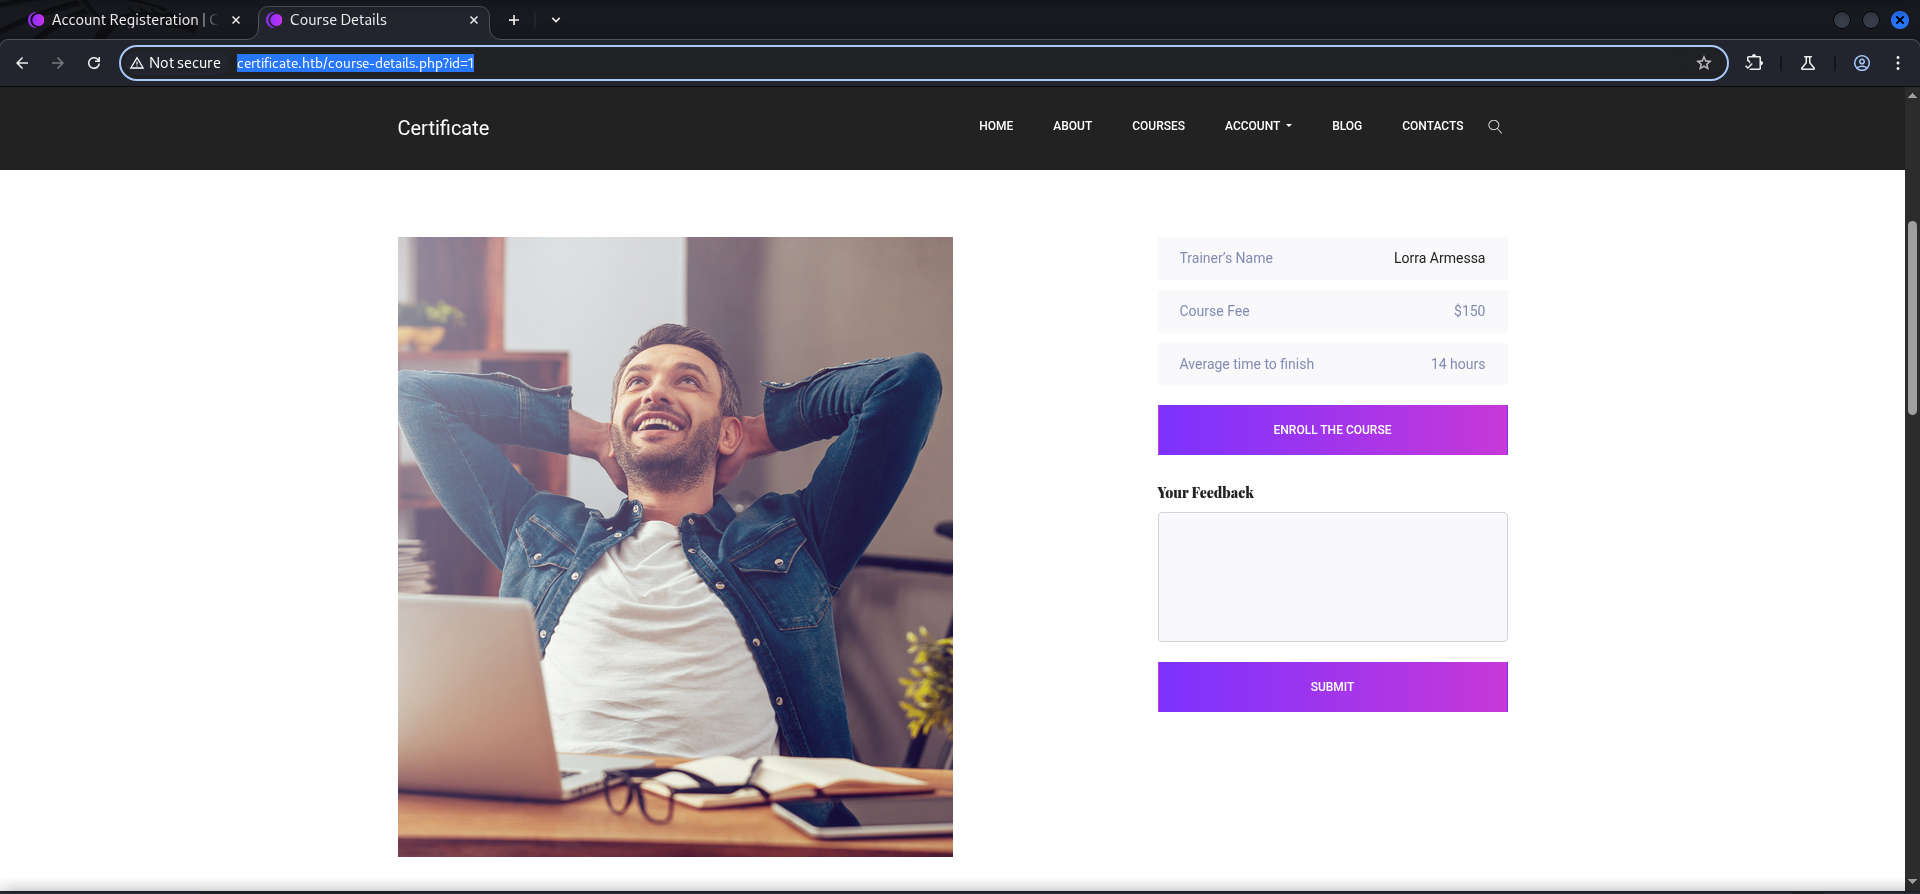 Account Registeration |
Course Details
Not secure
certificate.htb/course-details.php?id=1
Certificate
HOME
ABOUT
COURSES
ACCOUNT
BLOG
CONTACTS
Trainer's Name
Lorra Armessa
Course Fee
$150
Average time to finish
14 hours
ENROLL THE COURSE
Your Feedback
SUBMIT